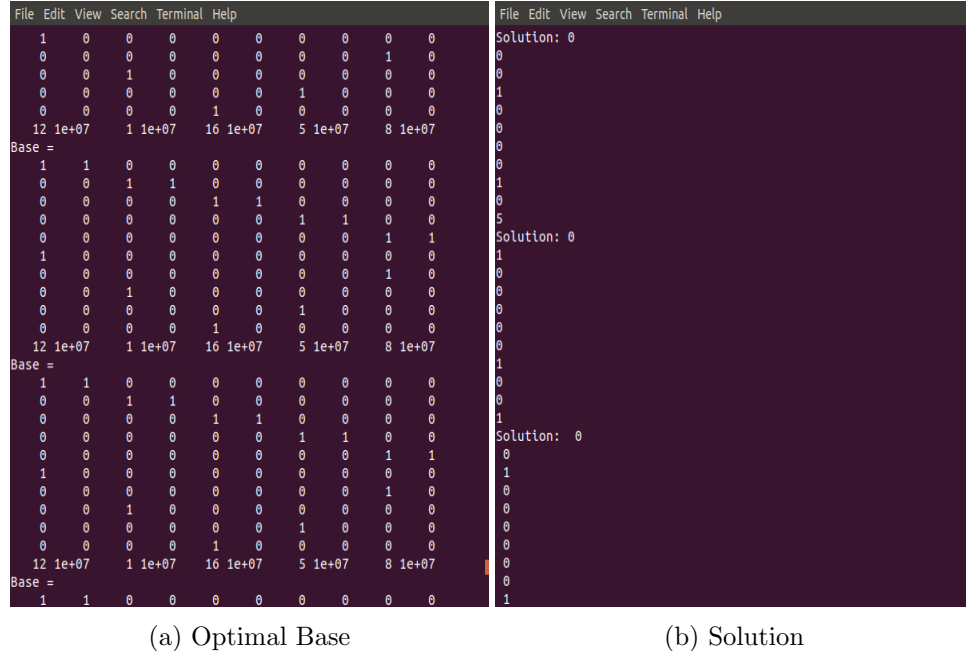 File Edit View Search Terminal Help
1 0 0 0 0 0 0 0 0 0
0 0 0 0 0 0 0 0 1 0
0 0 1 0 0 0 0 0 0 0
0 0 0 0 0 0 1 0 0 0
0 0 0 0 1 0 0 0 0 0
12 1e+07 1 1e+07 16 1e+07 5 1e+07 8 1e+07
Base =
1 1 0 0 0 0 0 0 0 0
0 0 1 1 0 0 0 0 0 0
0 0 0 0 1 1 0 0 0 0
0 0 0 0 0 0 1 1 0 0
0 0 0 0 0 0 0 0 1 1
1 0 0 0 0 0 0 0 0 0
0 0 0 0 0 0 0 0 1 0
0 0 1 0 0 0 0 0 0 0
0 0 0 0 0 0 1 0 0 0
0 0 0 0 1 0 0 0 0 0
12 1e+07 1 1e+07 16 1e+07 5 1e+07 8 1e+07
Base =
1 1 0 0 0 0 0 0 0 0
0 0 1 1 0 0 0 0 0 0
0 0 0 0 1 1 0 0 0 0
0 0 0 0 0 0 1 1 0 0
0 0 0 0 0 0 0 0 1 1
1 0 0 0 0 0 0 0 0 0
0 0 0 0 0 0 0 0 1 0
0 0 1 0 0 0 0 0 0 0
0 0 0 0 0 0 1 0 0 0
0 0 0 0 1 0 0 0 0 0
12 1e+07 1 1e+07 16 1e+07 5 1e+07 8 1e+07
Base =
1 1 0 0 0 0 0 0 0 0
(a) Optimal Base
File Edit View Search Terminal Help
Solution: 0
0
0
1
0
0
0
0
1
0
5
Solution: 0
1
0
0
0
0
0
1
0
0
1
Solution: 0
0
1
0
0
0
0
0
0
1
(b) Solution